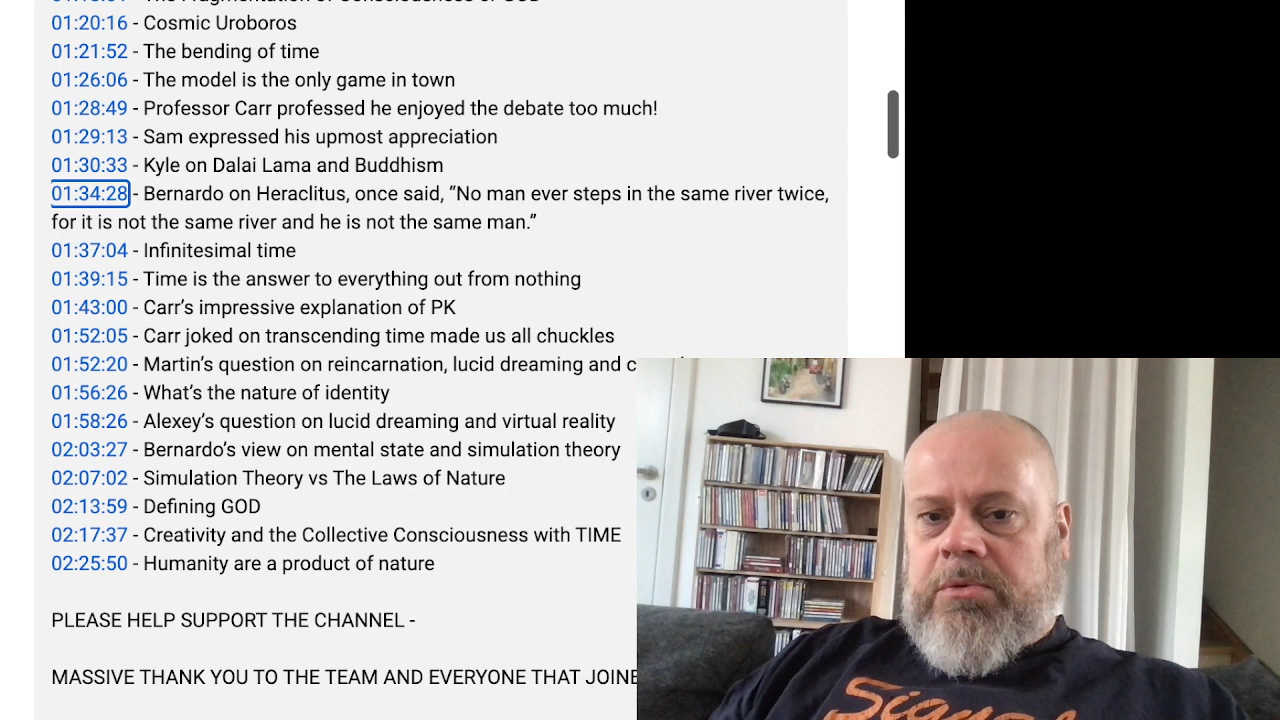 01:20:16 - Cosmic Uroboros
01:21:52 - The bending of time
01:26:06 - The model is the only game in town
01:28:49 - Professor Carr professed he enjoyed the debate too much!
01:29:13 - Sam expressed his upmost appreciation
01:30:33 - Kyle on Dalai Lama and Buddhism
01:34:28 - Bernardo on Heraclitus, once said, “No man ever steps in the same river twice,
for it is not the same river and he is not the same man.”
01:37:04 - Infinitesimal time
01:39:15 - Time is the answer to everything out from nothing
01:43:00 - Carr’s impressive explanation of PK
01:52:05 - Carr joked on transcending time made us all chuckles
01:52:20 - Martin’s question on reincarnation, lucid dreaming and
01:56:26 - What’s the nature of identity
01:58:26 - Alexey’s question on lucid dreaming and virtual reality
02:03:27 - Bernardo’s view on mental state and simulation theory
02:07:02 - Simulation Theory vs The Laws of Nature
02:13:59 - Defining GOD
02:17:37 - Creativity and the Collective Consciousness with TIME
02:25:50 - Humanity are a product of nature
PLEASE HELP SUPPORT THE CHANNEL -
MASSIVE THANK YOU TO THE TEAM AND EVERYONE THAT JOINE